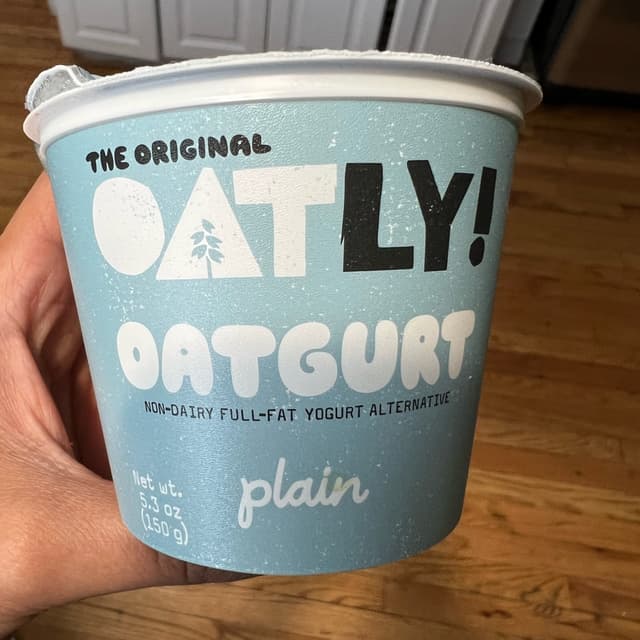 THE ORIGINAL
OATLY!
OATGURT
NON-DAIRY FULL-FAT YOGURT ALTERNATIVE
plain
Net wt.
5.3 oz
(150 g)